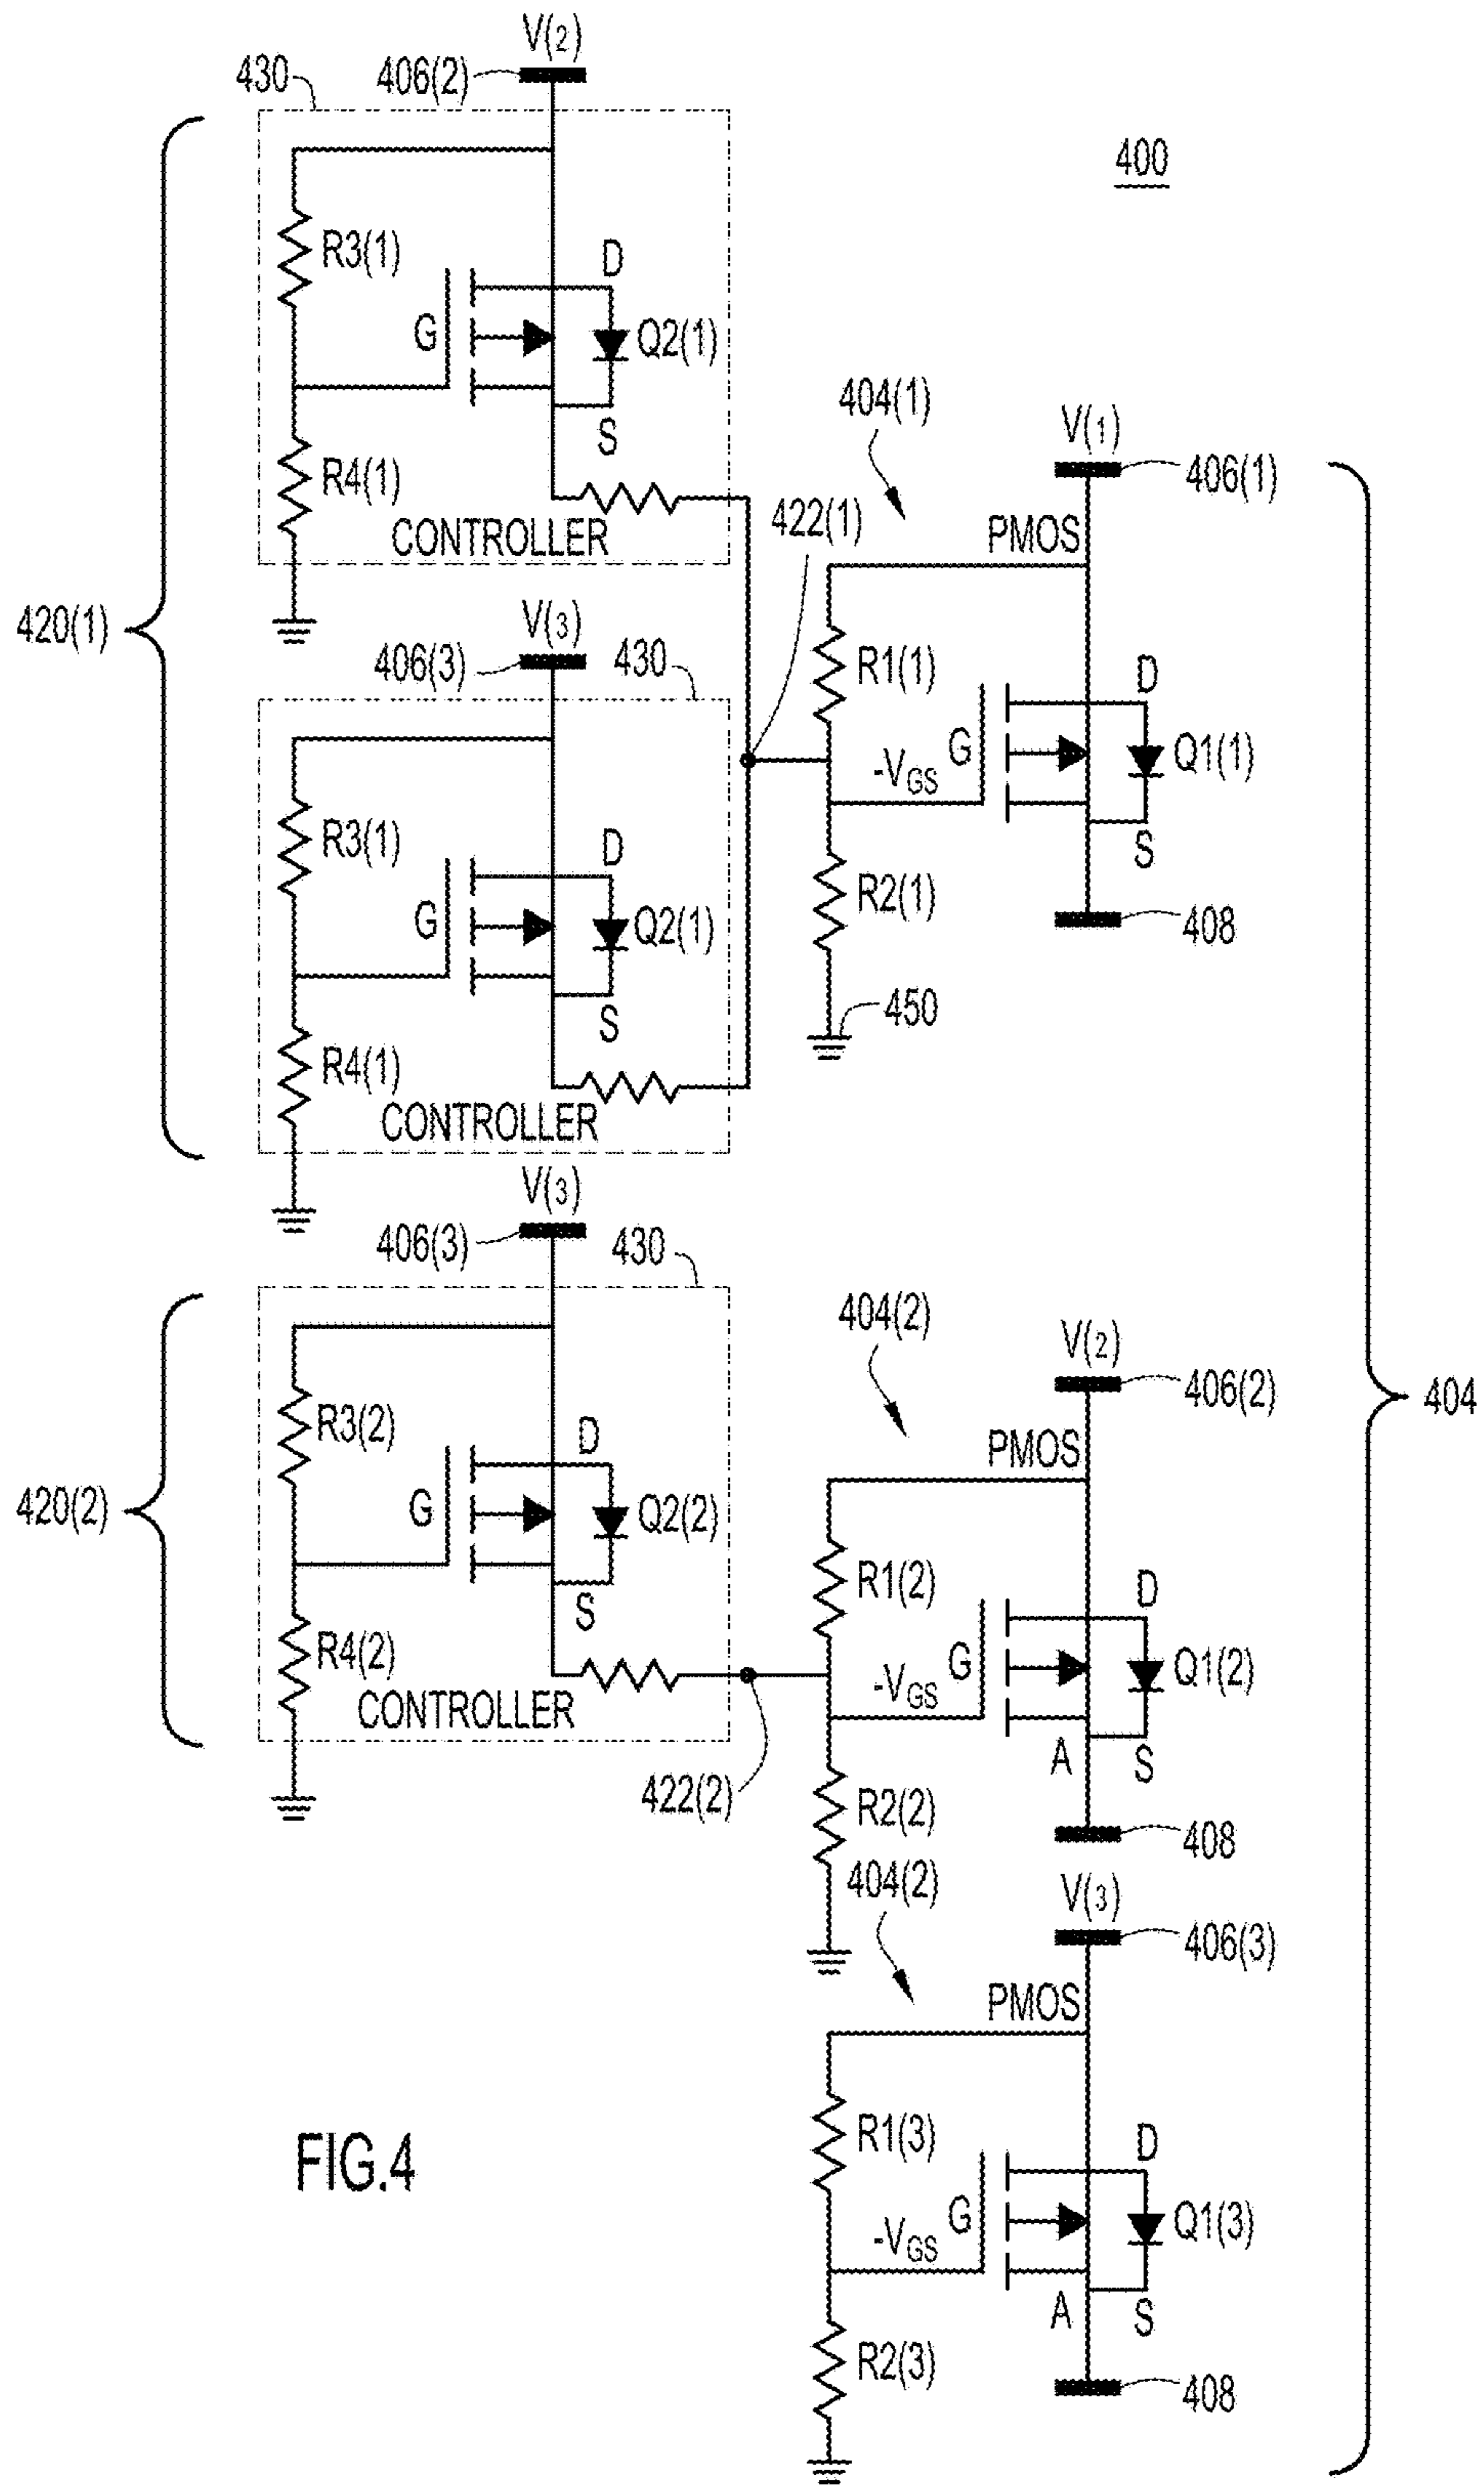 V(2)
430
406(2)
400
R3(1)
D
G
Q2(1)
S
R4(1)
CONTROLLER
404(1)
V(1)
406(1)
422(1)
PMOS
420(1)
V(3)
406(3)
430
R1(1)
D
G
-VGS
Q1(1)
S
R3(1)
D
G
Q2(1)
S
R2(1)
408
450
R4(1)
CONTROLLER
V(3)
406(3)
430
404(2)
V(2)
406(2)
404
R3(2)
D
G
Q2(2)
S
420(2)
PMOS
R1(2)
D
G
-VGS
Q1(2)
A
S
R4(2)
CONTROLLER
422(2)
R2(2)
408
404(2)
V(3)
406(3)
PMOS
R1(3)
D
G
-VGS
Q1(3)
A
S
R2(3)
408
FIG.4